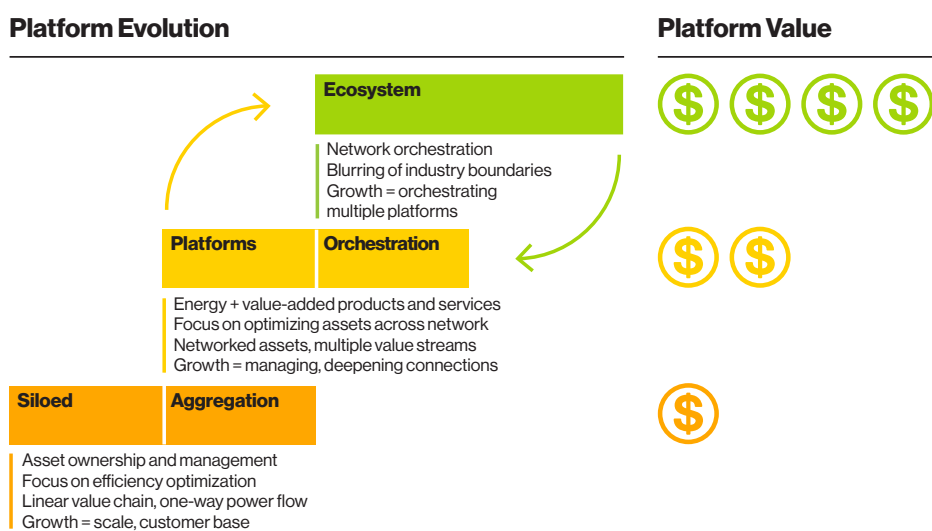 Platform Evolution
Platform Value
Ecosystem
$ $ $ $
Network orchestration
Blurring of industry boundaries
Growth = orchestrating
multiple platforms
Platforms
Orchestration
$ $
Energy + value-added products and services
Focus on optimizing assets across network
Networked assets, multiple value streams
Growth = managing, deepening connections
Siloed
Aggregation
$
Asset ownership and management
Focus on efficiency optimization
Linear value chain, one-way power flow
Growth = scale, customer base